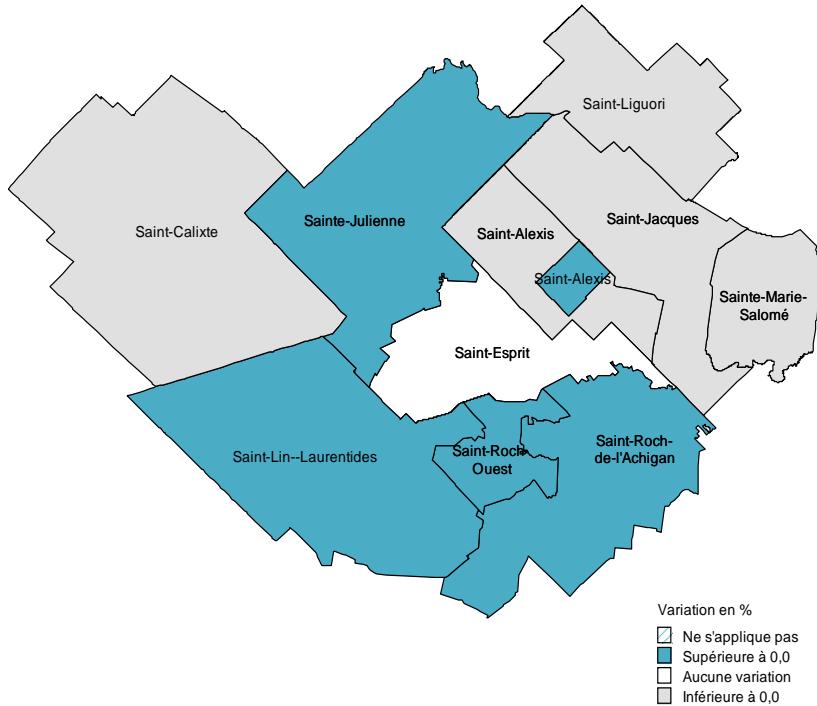 Saint-Liguori
Saint-Calixte
Sainte-Julienne
Saint-Alexis
Saint-Jacques
Saint-Alexis
Sainte-Marie-
Salomé
Saint-Esprit
Saint-Lin--Laurentides
Saint-Roch-
Ouest
Saint-Roch-
de-l'Achigan
Variation en %
Ne s'applique pas
Supérieure à 0,0
Aucune variation
Inférieure à 0,0